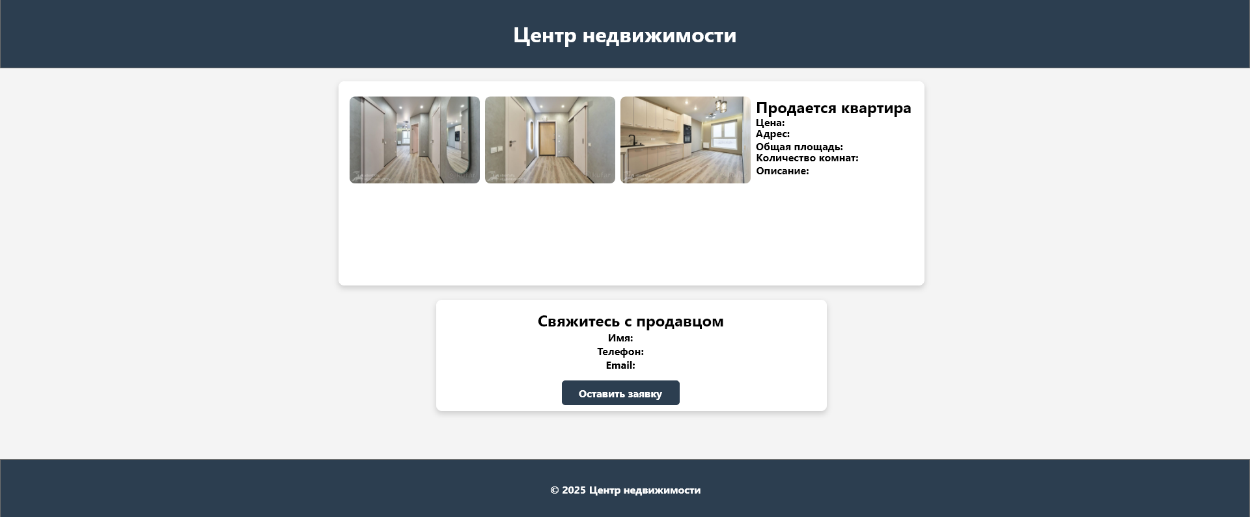 Центр недвижимости
Продается квартира
Цена:
Адрес:
Общая площадь:
Количество комнат:
Описание:
Свяжитесь с продавцом
Имя:
Телефон:
Email:
Оставить заявку
© 2025 Центр недвижимости